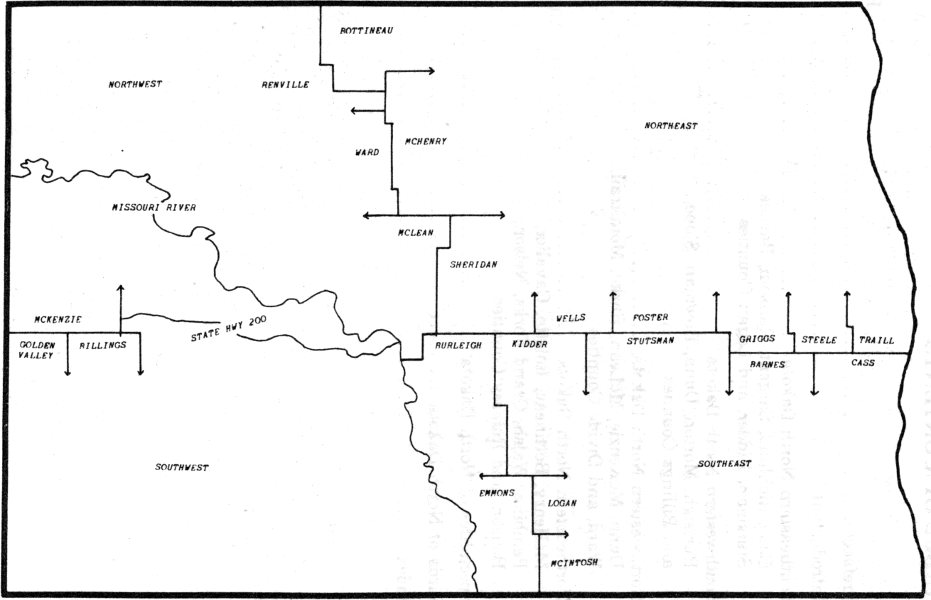 BOTTINEAU
NORTHWEST
RENVILLE
NORTHEAST
WARD
MCHENRY
MISSOURI RIVER
MCLEAN
SHERIDAN
MCKENZIE
STATE HWY 200
WELLS
FOSTER
GOLDEN
VALLEY
BILLINGS
BURLEIGH
KIDDER
STUTSMAN
GRIGGS
STEELE
TRAILL
BARNES
CASS
SOUTHWEST
SOUTHEAST
EMMONS
LOGAN
MCINTOSH